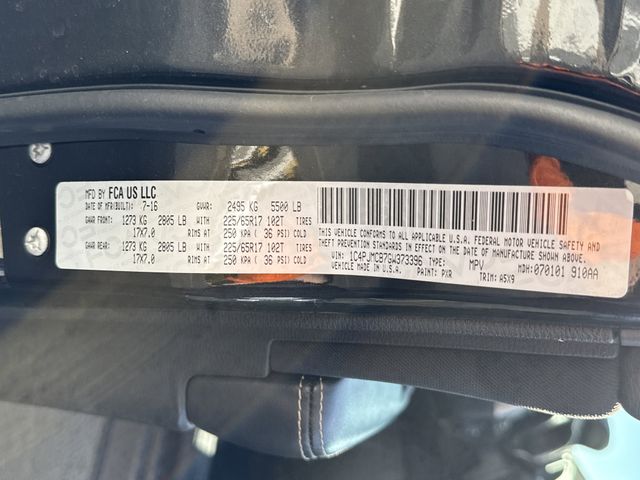 MFD BY FCA US LLC
DATE OF MFR(BUILT): 7-16 GVWR: 2495 KG 5500 LB
GAWR FRONT: 1273 KG 2805 LB WITH 225/65R17 102T TIRES
17X7.0 RIMS AT 250 KPA( 36 PSI) COLD
GAWR REAR: 1273 KG 2805 LB WITH 225/65R17 102T TIRES
17X7.0 RIMS AT 250 KPA( 36 PSI) COLD
THIS VEHICLE CONFORMS TO ALL APPLICABLE U.S.A. FEDERAL MOTOR VEHICLE SAFETY AND
THEFT PREVENTION STANDARDS IN EFFECT ON THE DATE OF MANUFACTURE SHOWN ABOVE.
VIN: 1C4PJMCB7GW373396 TYPE: MPV MDH: 070101 910AA
VEHICLE MADE IN U.S.A. PAINT: PXR TRIM: A5X9